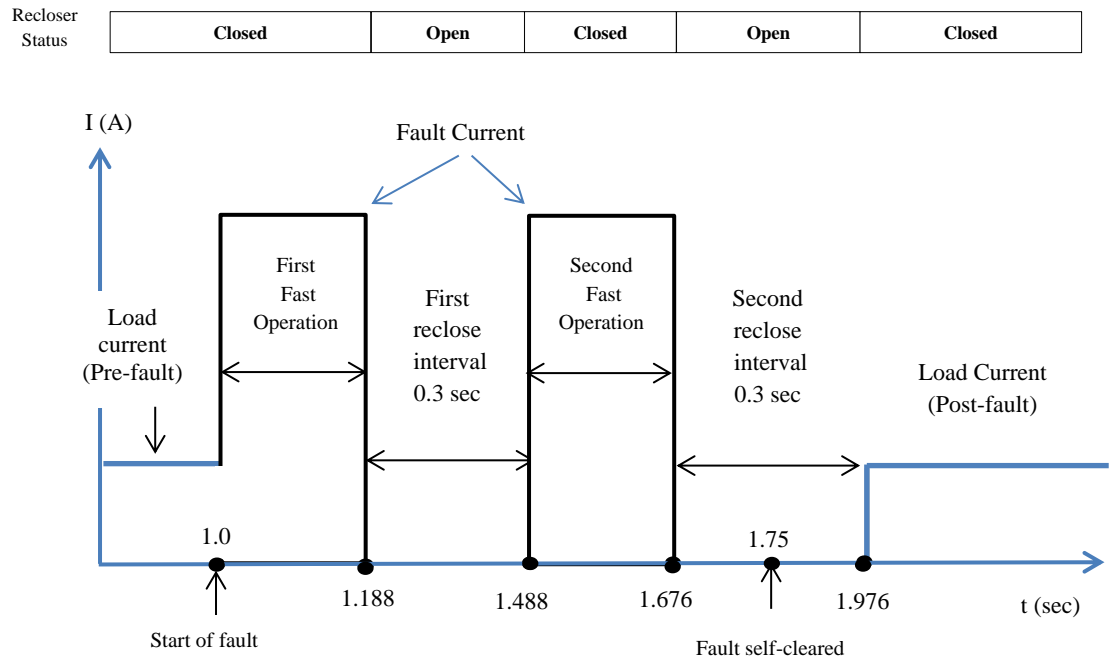 Recloser
Status
Closed
Open
Closed
Open
Closed
I (A)
Fault Current
First
Fast
Operation
Second
Fast
Operation
Load
current
(Pre-fault)
First
reclose
interval
0.3 sec
Second
reclose
interval
0.3 sec
Load Current
(Post-fault)
1.0
1.75
1.188
1.488
1.676
1.976
t (sec)
Start of fault
Fault self-cleared